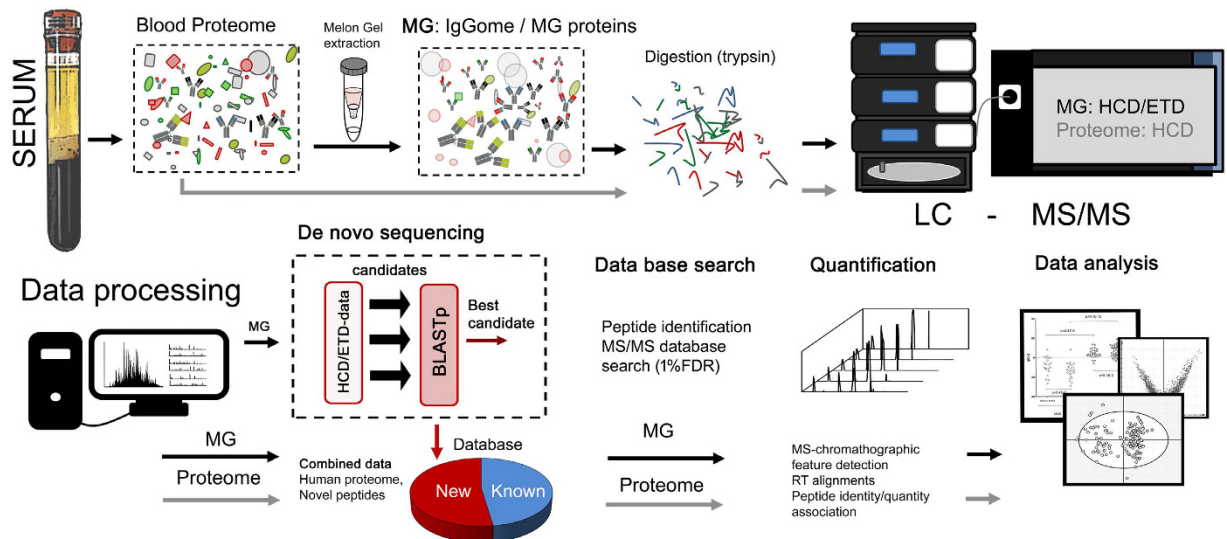 SERUM
Blood Proteome
Melon Gel
extraction
MG: IgGome / MG proteins
Digestion (trypsin)
MG: HCD/ETD
Proteome: HCD
LC - MS/MS
Data processing
MG
De novo sequencing
candidates
HCD/ETD-data
BLASTp
Best
candidate
Data base search
Peptide identification
MS/MS database
search (1%FDR)
Quantification
Data analysis
MG
Proteome
Combined data
Human proteome,
Novel peptides
Database
New
Known
MG
Proteome
MS-chromatographic
feature detection
RT alignments
Peptide identity/quantity
association